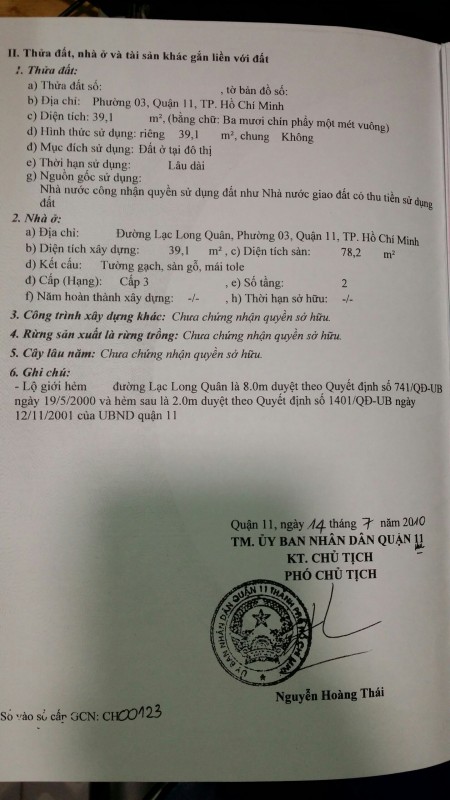 II. Thửa đất, nhà ở và tài sản khác gắn liền với đất
1. Thửa đất:
a) Thửa đất số: , tờ bản đồ số:
b) Địa chỉ: Phường 03, Quận 11, TP. Hồ Chí Minh
c) Diện tích: 39,1 m², (bằng chữ: Ba mươi chín phẩy một mét vuông)
d) Hình thức sử dụng: riêng 39,1 m², chung Không
đ) Mục đích sử dụng: Đất ở tại đô thị
e) Thời hạn sử dụng: Lâu dài
g) Nguồn gốc sử dụng:
Nhà nước công nhận quyền sử dụng đất như Nhà nước giao đất có thu tiền sử dụng
đất
2. Nhà ở:
a) Địa chỉ: Đường Lạc Long Quân, Phường 03, Quận 11, TP. Hồ Chí Minh
b) Diện tích xây dựng: 39,1 m² , c) Diện tích sàn: 78,2 m²
d) Kết cấu: Tường gạch, sàn gỗ, mái tole
đ) Cấp (Hạng): Cấp 3 , e) Số tầng: 2
f) Năm hoàn thành xây dựng: -/- , h) Thời hạn sở hữu: -/-
3. Công trình xây dựng khác: Chưa chứng nhận quyền sở hữu.
4. Rừng sản xuất là rừng trồng: Chưa chứng nhận quyền sở hữu.
5. Cây lâu năm: Chưa chứng nhận quyền sở hữu.
6. Ghi chú:
- Lộ giới hẻm đường Lạc Long Quân là 8.0m duyệt theo Quyết định số 741/QĐ-UB
ngày 19/5/2000 và hẻm sau là 2.0m duyệt theo Quyết định số 1401/QĐ-UB ngày
12/11/2001 của UBND quận 11
Quận 11, ngày 14 tháng 7 năm 2010
TM. ỦY BAN NHÂN DÂN QUẬN 11
KT. CHỦ TỊCH
PHÓ CHỦ TỊCH
ỦY BAN NHÂN DÂN QUẬN 11 THÀNH PHỐ HỒ CHÍ MINH
Nguyễn Hoàng Thái
Số vào sổ cấp GCN: CH00123